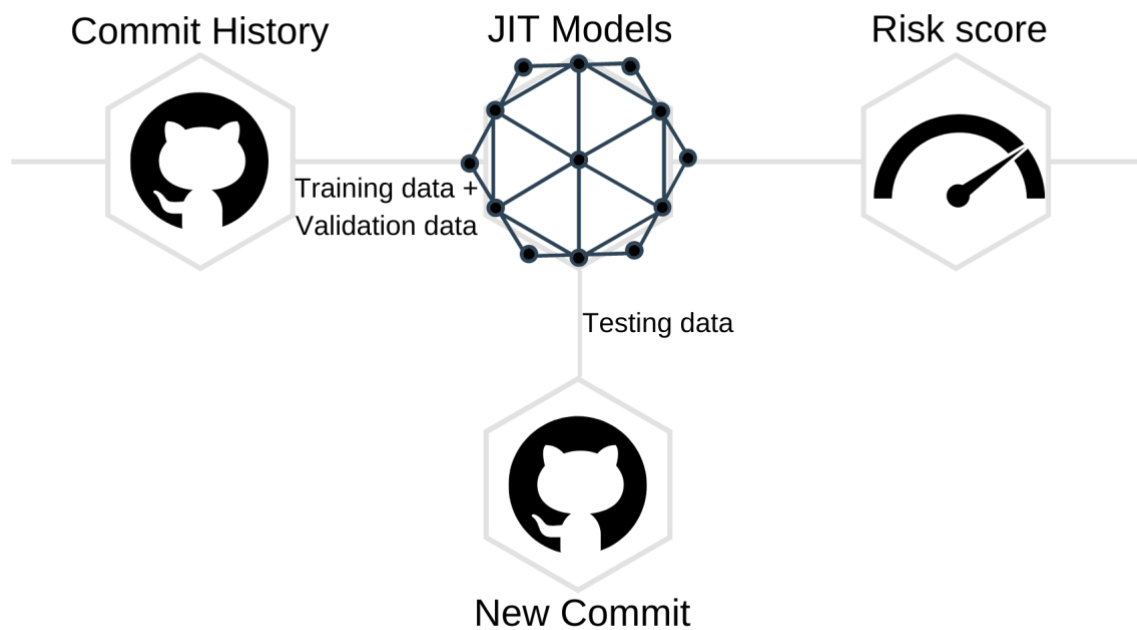 Commit History
JIT Models
Risk score
Training data +
Validation data
Testing data
New Commit